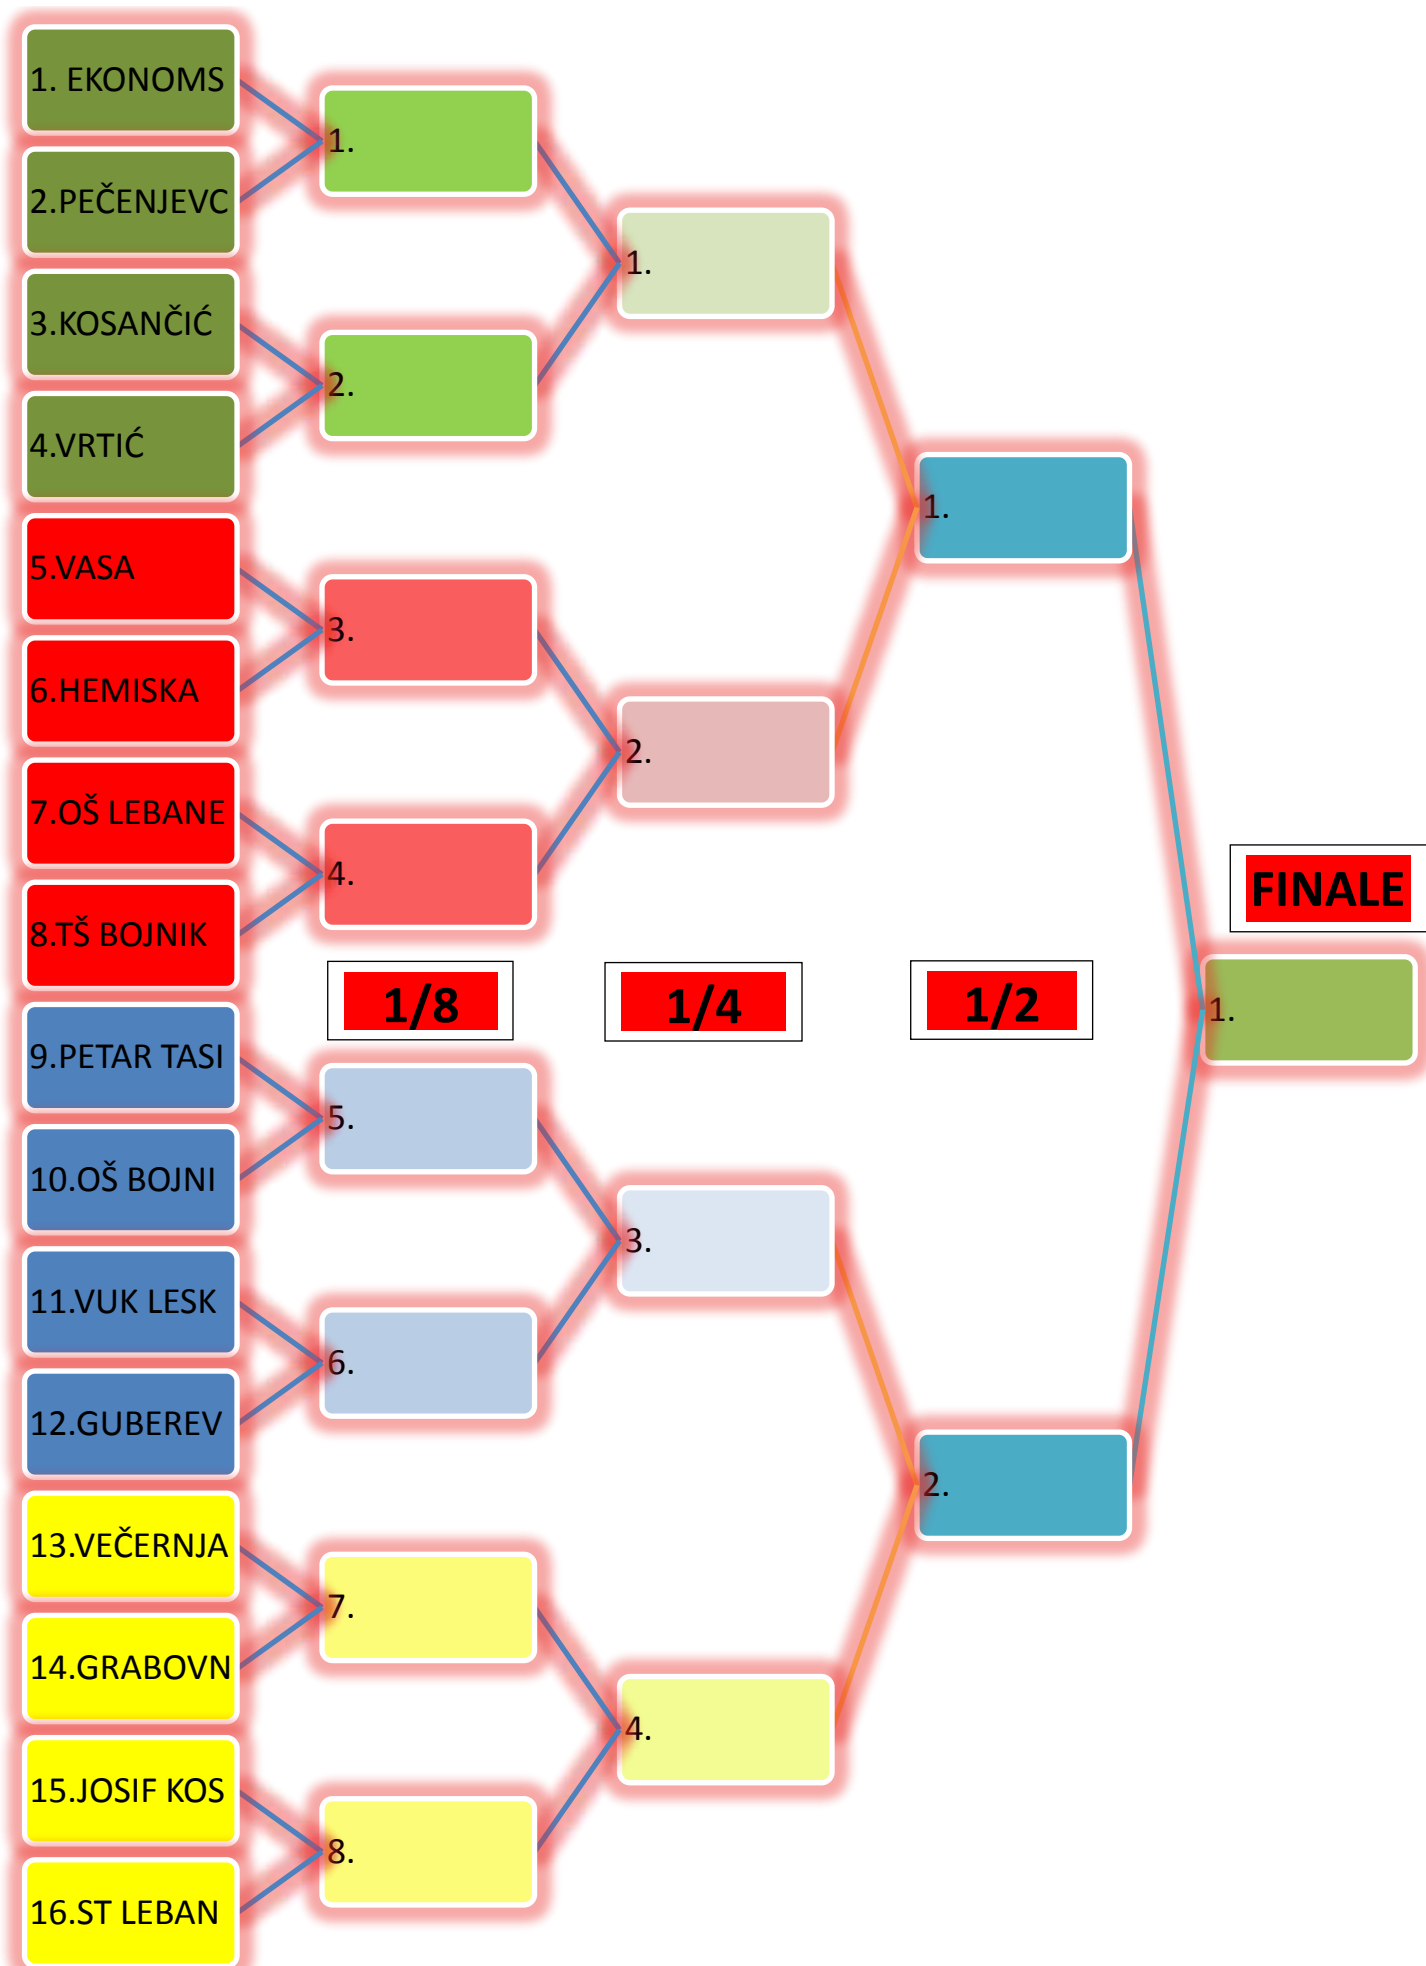 1. EKONOMS
2.PEČENJEVC
3.KOSANČIĆ
4.VRTIĆ
5.VASA
6.HEMISKA
7.OŠ LEBANE
8.TŠ BOJNIK
9.PETAR TASI
10.OŠ BOJNI
11.VUK LESK
12.GUBEREV
13.VEČERNJA
14.GRABOVN
15.JOSIF KOS
16.ST LEBAN
1.
2.
3.
4.
1/8
5.
6.
7.
8.
1.
2.
1/4
3.
4.
1.
1/2
2.
FINALE
1.